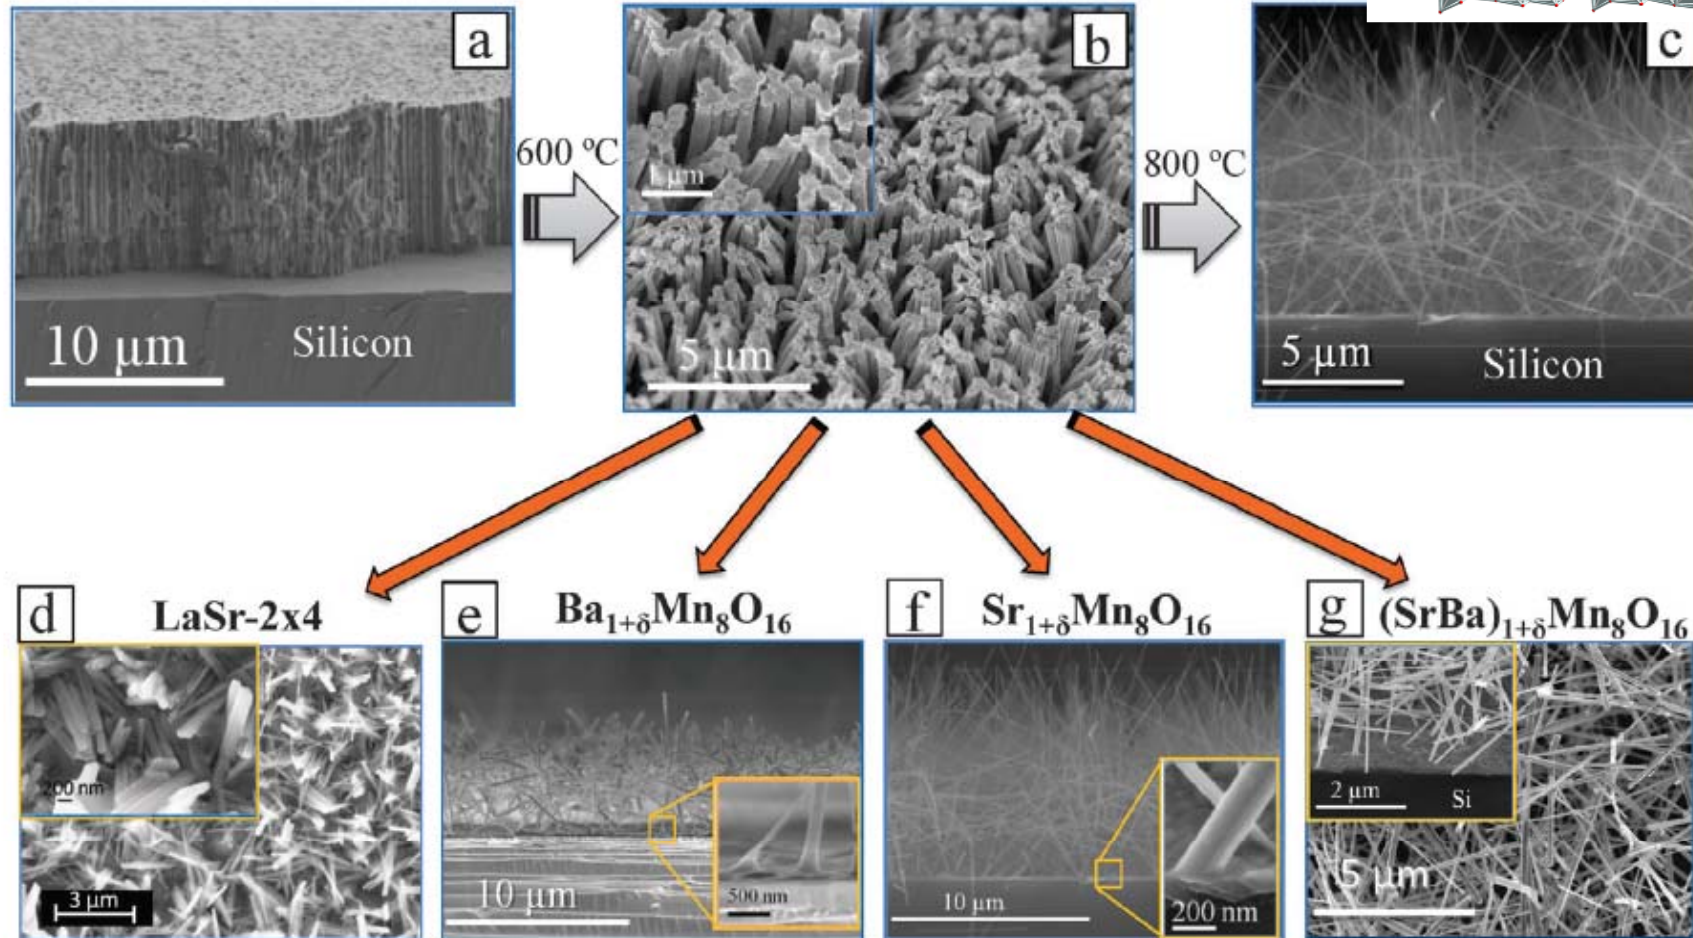 a
10 μm
Silicon
600 ºC
b
1 μm
5 μm
800 ºC
c
5 μm
Silicon
d
LaSr-2x4
200 nm
3 μm
e
Ba₁₊δMn₈O₁₆
10 μm
500 nm
f
Sr₁₊δMn₈O₁₆
10 μm
200 nm
g
(SrBa)₁₊δMn₈O₁₆
2 μm
Si
5 μm